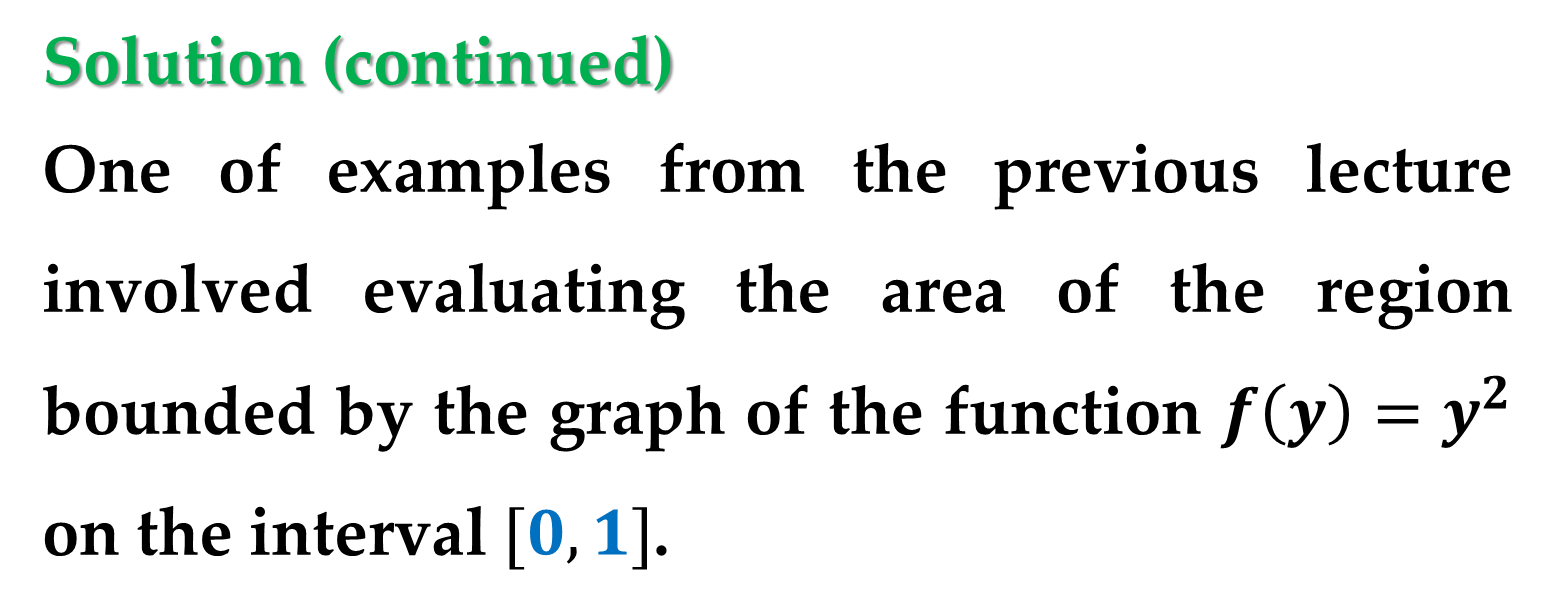 Solution (continued)
One of examples from the previous lecture
involved evaluating the area of the region
bounded by the graph of the function f(y) = y²
on the interval [0, 1].